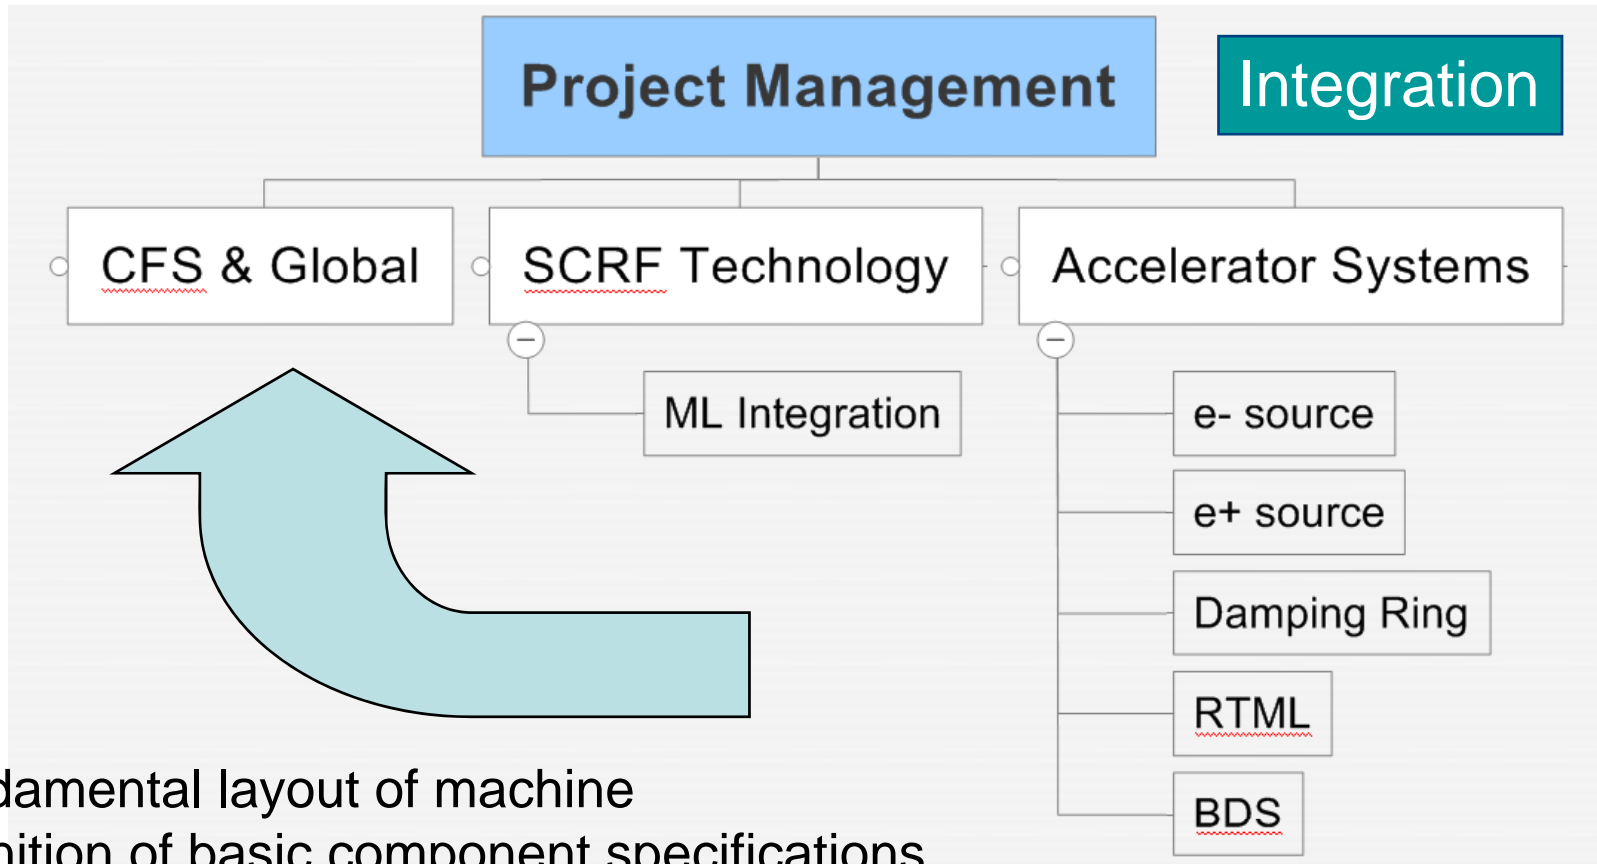 Project Management
Integration
CFS & Global
SCRF Technology
Accelerator Systems
ML Integration
e- source
e+ source
Damping Ring
RTML
BDS
damental layout of machine
nition of basic component specifications